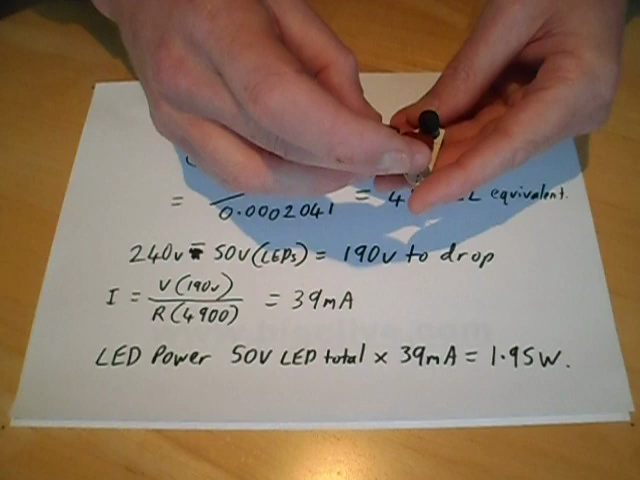 = / 0.0002041 = 4 equivalent.
240v - 50v (LEDs) = 190v to drop
I = V(190v) / R(4900) = 39mA
LED Power 50V LED total × 39mA = 1.95W.